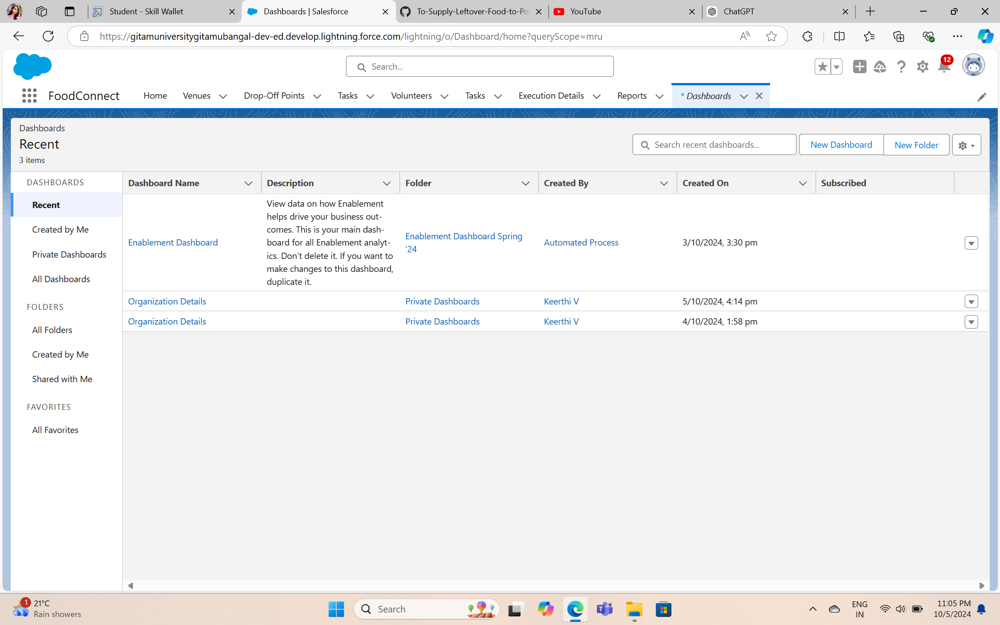 Student - Skill Wallet
Dashboards | Salesforce
To-Supply-Leftover-Food-to-Po
YouTube
ChatGPT
https://gitamuniversitygitamubangal-dev-ed.develop.lightning.force.com/lightning/o/Dashboard/home?queryScope=mru
Search...
12
FoodConnect
Home
Venues
Drop-Off Points
Tasks
Volunteers
Tasks
Execution Details
Reports
* Dashboards
Dashboards
Recent
3 items
Search recent dashboards...
New Dashboard
New Folder
DASHBOARDS
Recent
Created by Me
Private Dashboards
All Dashboards
FOLDERS
All Folders
Created by Me
Shared with Me
FAVORITES
All Favorites
Dashboard Name
Description
Folder
Created By
Created On
Subscribed
Enablement Dashboard
View data on how Enablement
helps drive your business out-
comes. This is your main dash-
board for all Enablement analyt-
ics. Don't delete it. If you want to
make changes to this dashboard,
duplicate it.
Enablement Dashboard Spring
'24
Automated Process
3/10/2024, 3:30 pm
Organization Details
Private Dashboards
Keerthi V
5/10/2024, 4:14 pm
Organization Details
Private Dashboards
Keerthi V
4/10/2024, 1:58 pm
1
21°C
Rain showers
Search
ENG
IN
11:05 PM
10/5/2024